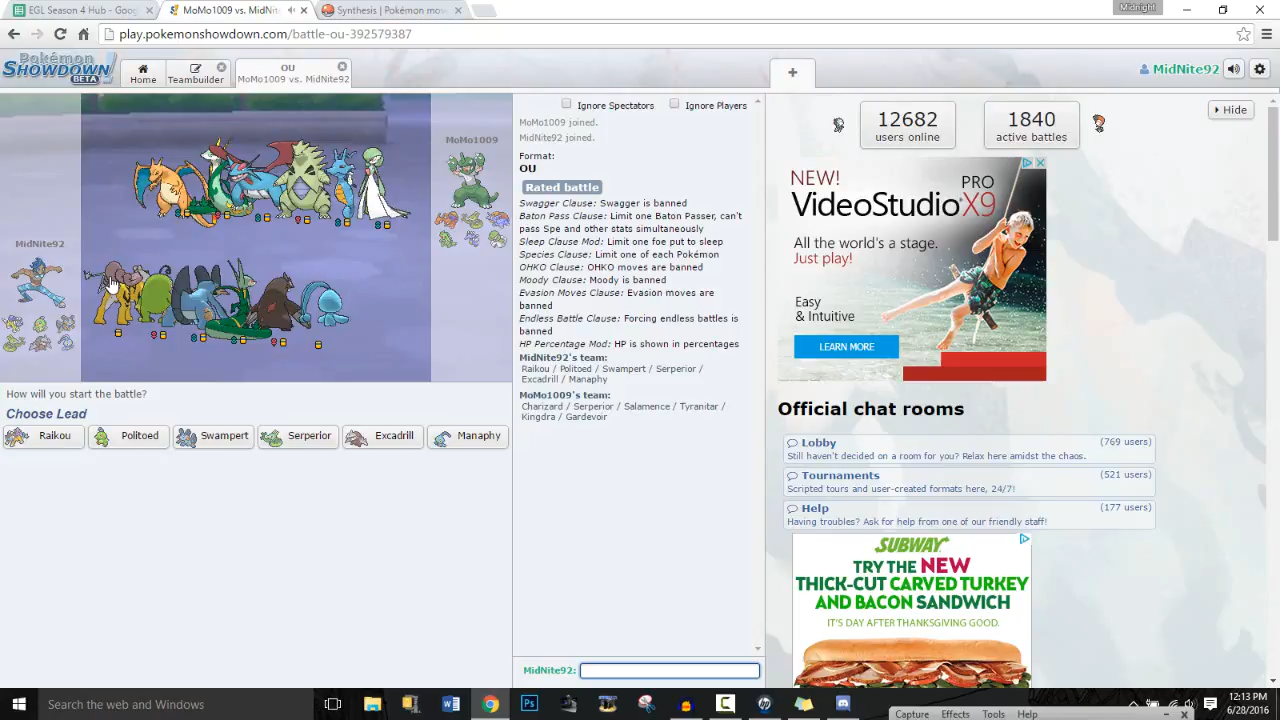 EGL Season 4 Hub - Goog
MoMo1009 vs. MidNite
Synthesis | Pokémon mov
Midnight
play.pokemonshowdown.com/battle-ou-392579387
Pokémon
SHOWDOWN
BETA
Home
Teambuilder
OU
MoMo1009 vs. MidNite92
+
MidNite92
MoMo1009
MidNite92
How will you start the battle?
Choose Lead
Raikou
Politoed
Swampert
Serperior
Excadrill
Manaphy
Ignore Spectators
Ignore Players
MoMo1009 joined.
MidNite92 joined.
Format:
OU
Rated battle
Swagger Clause: Swagger is banned
Baton Pass Clause: Limit one Baton Passer, can't
pass Spe and other stats simultaneously
Sleep Clause Mod: Limit one foe put to sleep
Species Clause: Limit one of each Pokémon
OHKO Clause: OHKO moves are banned
Moody Clause: Moody is banned
Evasion Moves Clause: Evasion moves are
banned
Endless Battle Clause: Forcing endless battles is
banned
HP Percentage Mod: HP is shown in percentages
MidNite92's team:
Raikou / Politoed / Swampert / Serperior /
Excadrill / Manaphy
MoMo1009's team:
Charizard / Serperior / Salamence / Tyranitar /
Kingdra / Gardevoir
MidNite92:
12682
users online
1840
active battles
Hide
NEW!
VideoStudio PRO X9
All the world's a stage.
Just play!
Easy
& Intuitive
LEARN MORE
Official chat rooms
Lobby
(769 users)
Still haven't decided on a room for you? Relax here amidst the chaos.
Tournaments
(521 users)
Scripted tours and user-created formats here, 24/7!
Help
(177 users)
Having troubles? Ask for help from one of our friendly staff!
SUBWAY
TRY THE NEW
THICK-CUT CARVED TURKEY
AND BACON SANDWICH
IT'S DAY AFTER THANKSGIVING GOOD.
Search the web and Windows
12:13 PM
6/28/2016
Capture
Effects
Tools
Help